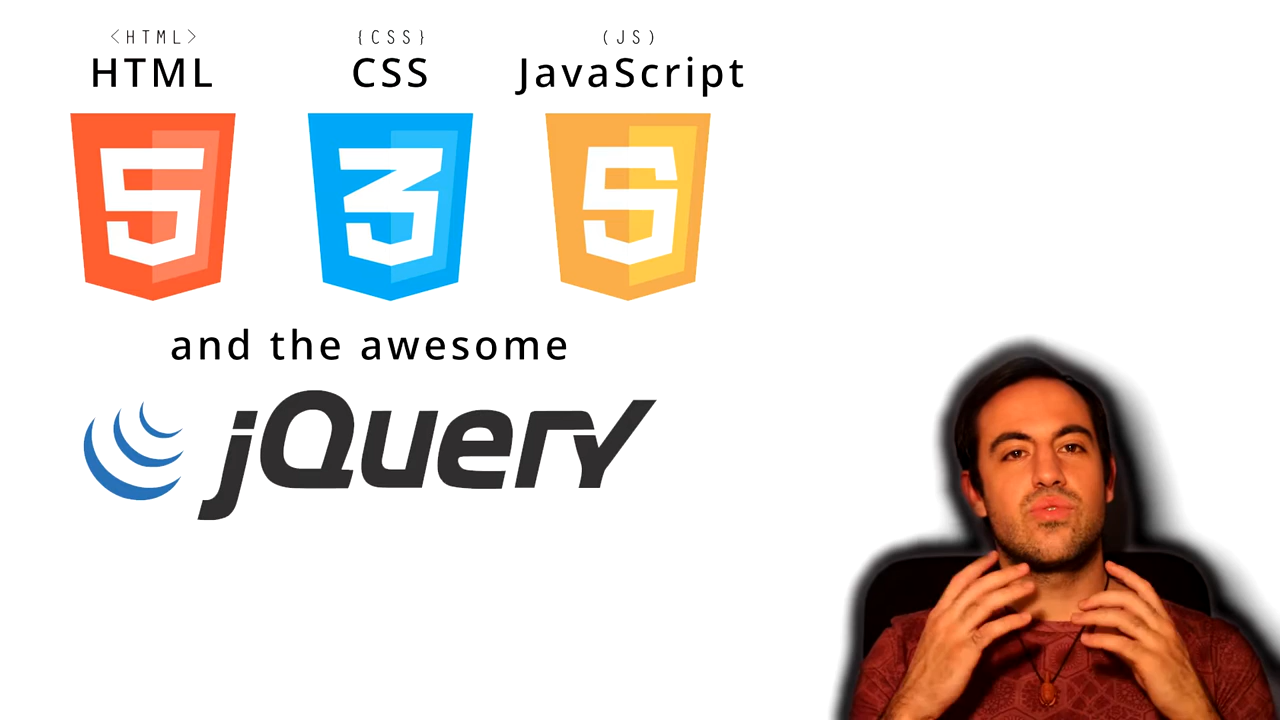 <HTML> {CSS} (JS)
HTML CSS JavaScript
5 3 5
and the awesome
jQuery